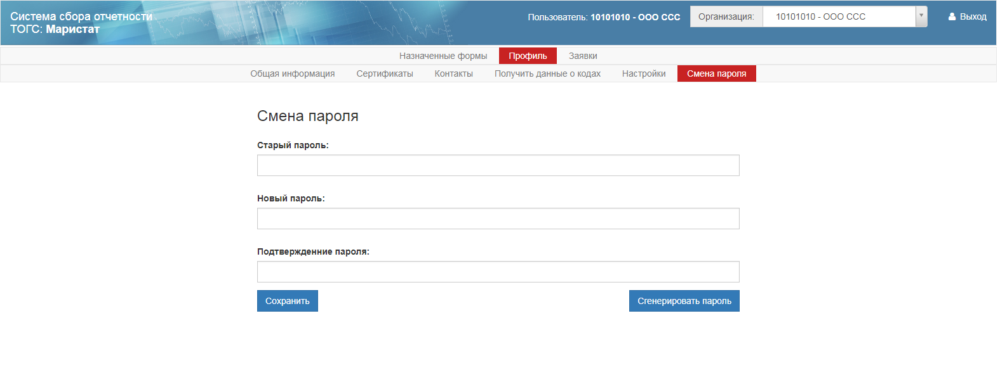 Система сбора отчетности
ТОГС: Маристат
Пользователь: 10101010 - ООО ССС
Организация: 10101010 - ООО ССС
Выход
Назначенные формы Профиль Заявки
Общая информация Сертификаты Контакты Получить данные о кодах Настройки Смена пароля
Смена пароля
Старый пароль:
Новый пароль:
Подтвержденние пароля:
Сохранить Сгенерировать пароль